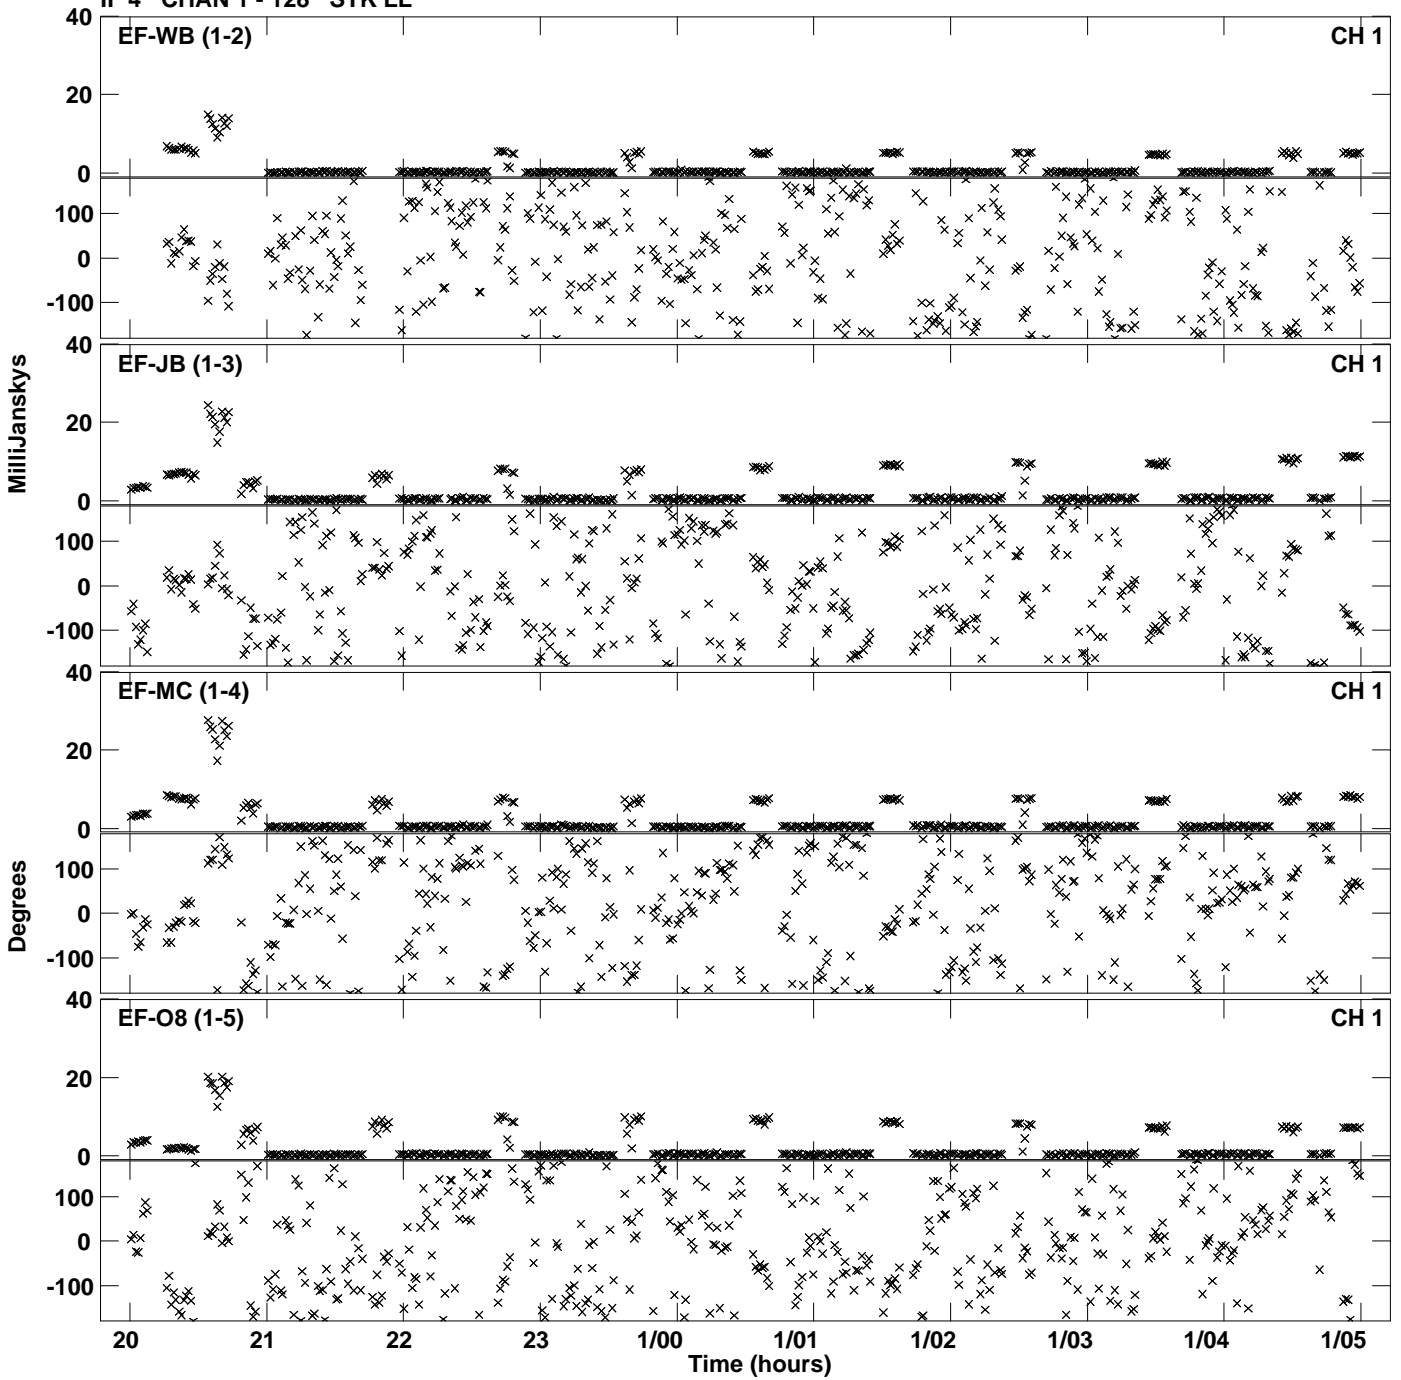 IF 4 CHAN 1 - 128 STK LL
40
EF-WB (1-2) CH 1
20
0
100
0
-100
40
EF-JB (1-3) CH 1
20
0
100
0
-100
40
EF-MC (1-4) CH 1
20
0
100
0
-100
40
EF-O8 (1-5) CH 1
20
0
100
0
-100
MilliJanskys
Degrees
20 21 22 23 1/00 1/01 1/02 1/03 1/04 1/05
Time (hours)